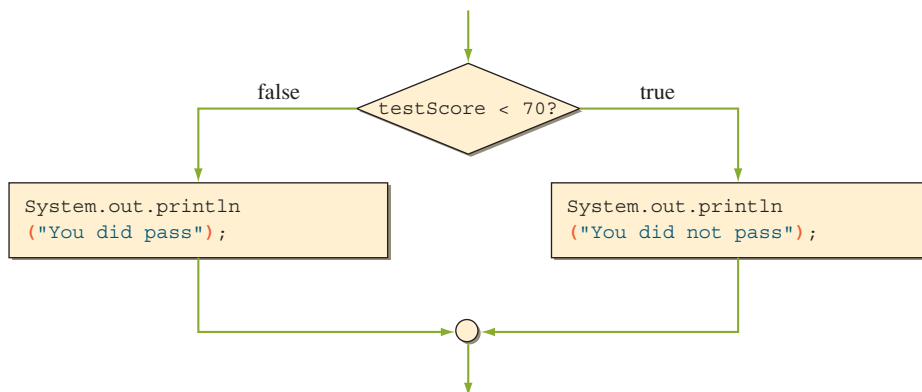 false
testScore < 70?
true
System.out.println
("You did pass");
System.out.println
("You did not pass");